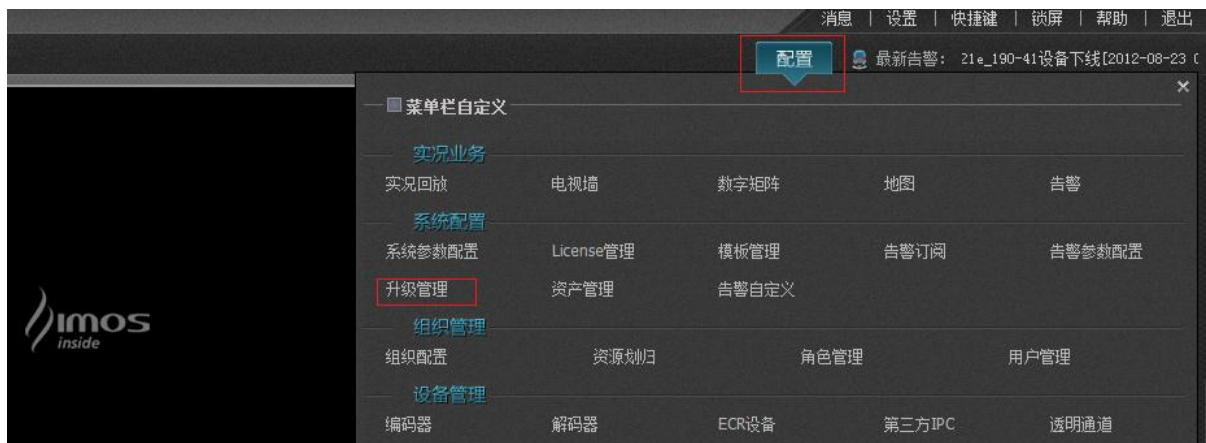 消息 | 设置 | 快捷键 | 锁屏 | 帮助 | 退出
配置 最新告警: 21e_190-41设备下线[2012-08-23 0
菜单栏自定义
实况业务
实况回放 电视墙 数字矩阵 地图 告警
系统配置
系统参数配置 License管理 模板管理 告警订阅 告警参数配置
升级管理 资产管理 告警自定义
组织管理
组织配置 资源划归 角色管理 用户管理
设备管理
编码器 解码器 ECR设备 第三方IPC 透明通道
imos
inside